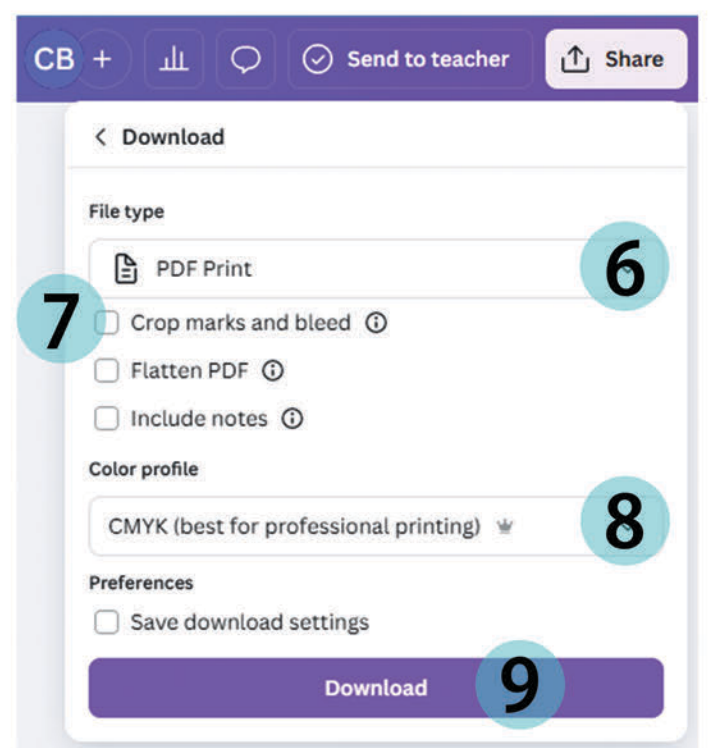 CB + Send to teacher Share
< Download
File type
PDF Print 6
7 Crop marks and bleed
Flatten PDF
Include notes
Color profile
CMYK (best for professional printing) 8
Preferences
Save download settings
Download 9